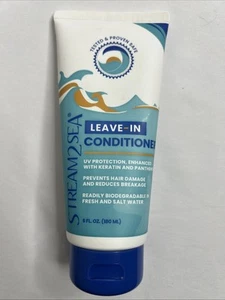 TESTED & PROVEN SAFE
STREAM2SEA
LEAVE-IN
CONDITIONER
UV PROTECTION, ENHANCED
WITH KERATIN AND PANTHENOL
PREVENTS HAIR DAMAGE
AND REDUCES BREAKAGE
READILY BIODEGRADABLE IN
FRESH AND SALT WATER